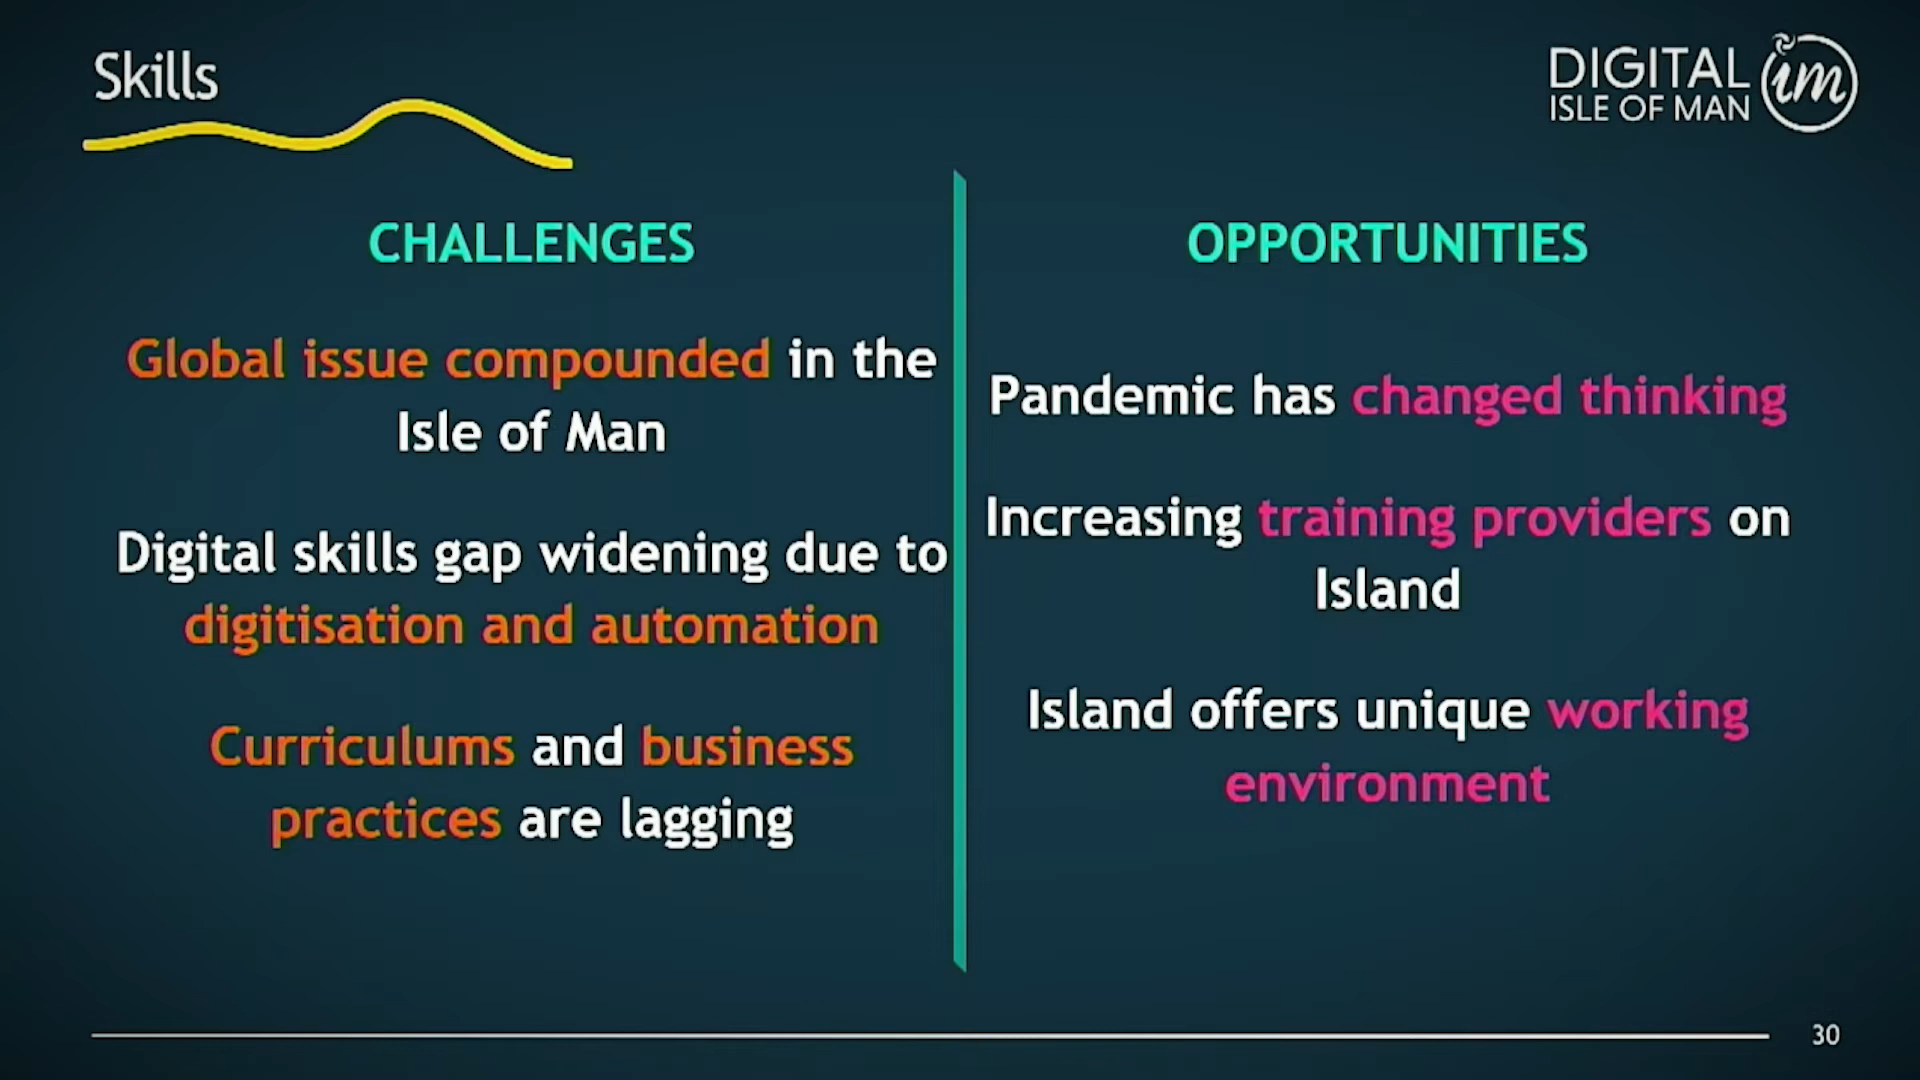 Skills
DIGITAL
ISLE OF MAN
im
CHALLENGES
Global issue compounded in the
Isle of Man
Digital skills gap widening due to
digitisation and automation
Curriculums and business
practices are lagging
OPPORTUNITIES
Pandemic has changed thinking
Increasing training providers on
Island
Island offers unique working
environment
30